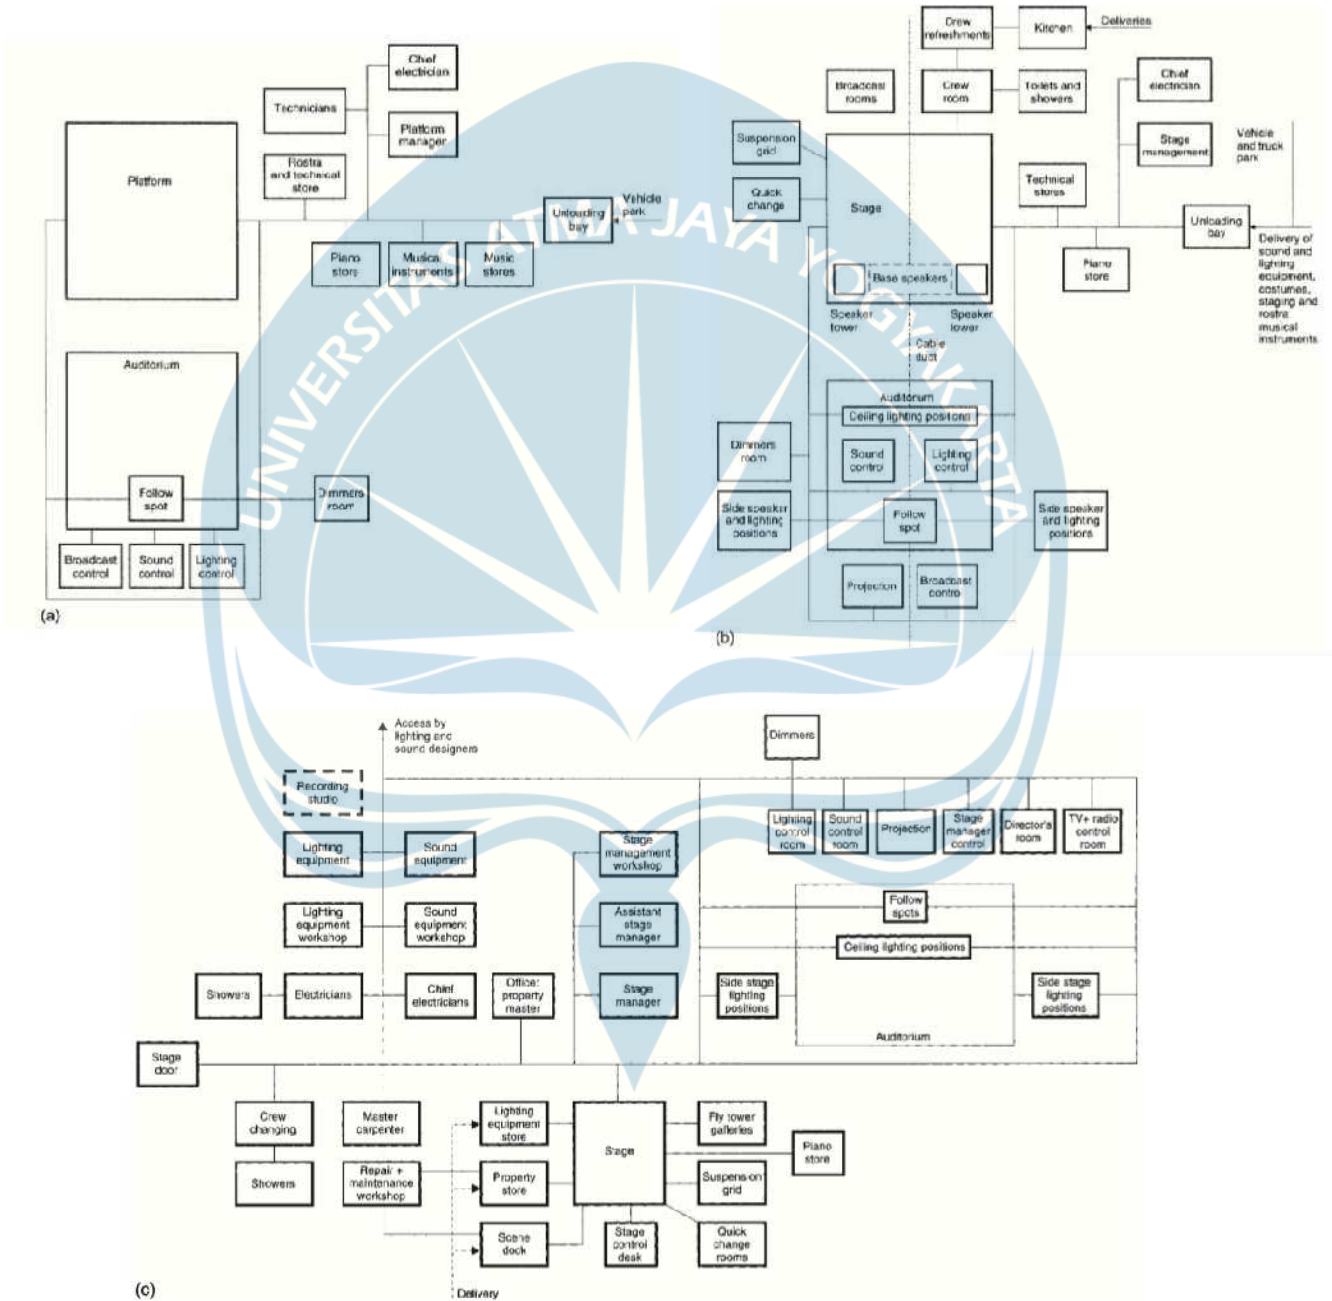 Chief
electrician
Technicians
Platform
manager
Platform
Rostra
and technical
store
Unloading
bay
Vehicle
park
Piano
store
Musical
instruments
Music
stores
Auditorium
Follow
spot
Dimmers
room
Broadcast
control
Sound
control
Lighting
control
(a)
Crew
refreshments
Kitchen
Deliveries
Broadcast
rooms
Crew
room
Toilets and
showers
Chief
electrician
Suspension
grid
Stage
management
Vehicle
and truck
park
Quick
change
Stage
Technical
stores
Unloading
bay
Piano
store
Delivery of
sound and
lighting
equipment,
costumes,
staging and
rostra
musical
instruments
Base speakers
Speaker
tower
Speaker
tower
Cable
duct
Auditorium
Ceiling lighting positions
Dimmers
room
Sound
control
Lighting
control
Side speaker
and lighting
positions
Follow
spot
Side speaker
and lighting
positions
Projection
Broadcast
control
(b)
UNIVERSITAS ATMA JAYA YOGYAKARTA
Access by
lighting and
sound designers
Dimmers
Recording
studio
Lighting
control
room
Sound
control
room
Projection
Stage
manager
control
Director's
room
TV+ radio
control
room
Lighting
equipment
Sound
equipment
Stage
management
workshop
Follow
spots
Lighting
equipment
workshop
Sound
equipment
workshop
Assistant
stage
manager
Ceiling lighting positions
Showers
Electricians
Chief
electricians
Office:
property
master
Stage
manager
Side stage
lighting
positions
Side stage
lighting
positions
Auditorium
Stage
door
Crew
changing
Master
carpenter
Lighting
equipment
store
Stage
Fly tower
galleries
Piano
store
Showers
Repair +
maintenance
workshop
Property
store
Suspension
grid
Scene
dock
Stage
control
desk
Quick
change
rooms
Delivery
(c)